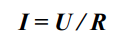 I = U / R